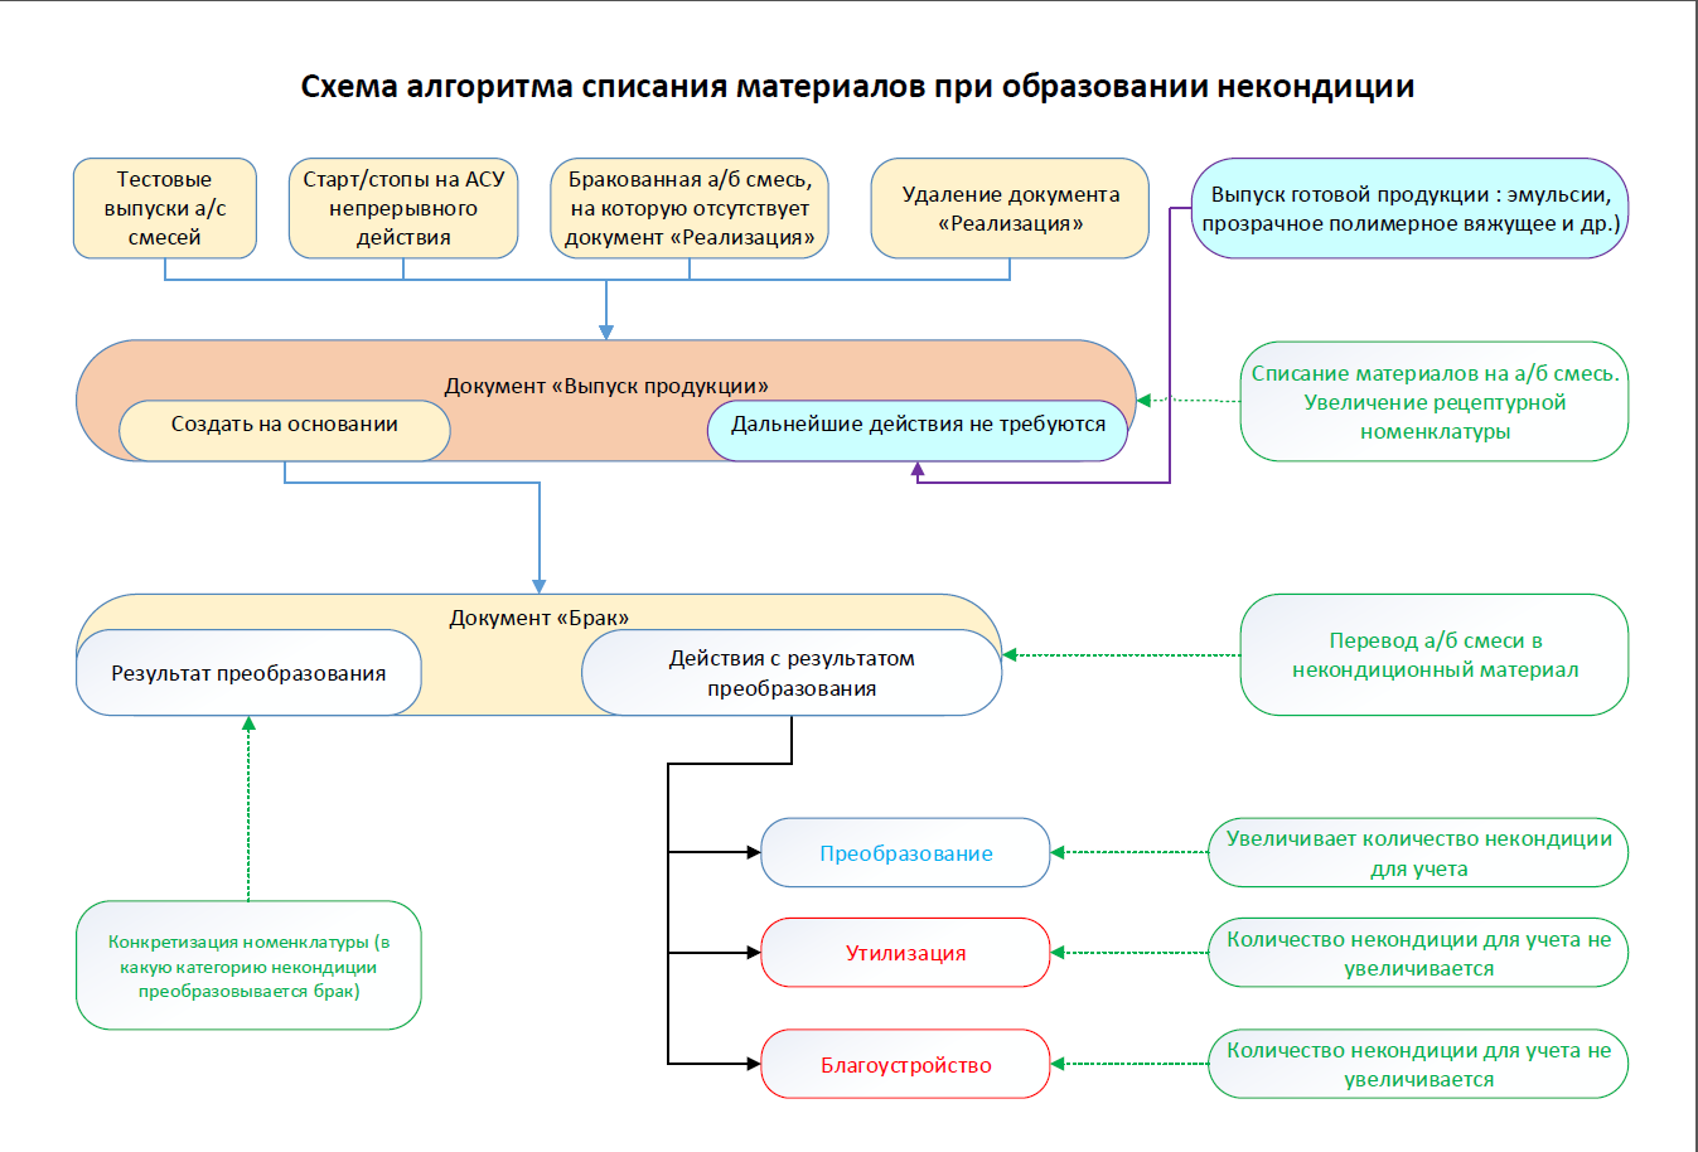 Схема алгоритма списания материалов при образовании некондиции
Тестовые
выпуски а/с
смесей
Старт/стопы на АСУ
непрерывного
действия
Бракованная а/б смесь,
на которую отсутствует
документ «Реализация»
Удаление документа
«Реализация»
Выпуск готовой продукции : эмульсии,
прозрачное полимерное вяжущее и др.)
Документ «Выпуск продукции»
Создать на основании
Дальнейшие действия не требуются
Списание материалов на а/б смесь.
Увеличение рецептурной
номенклатуры
Документ «Брак»
Результат преобразования
Действия с результатом
преобразования
Перевод а/б смеси в
некондиционный материал
Преобразование
Увеличивает количество некондиции
для учета
Конкретизация номенклатуры (в
какую категорию некондиции
преобразовывается брак)
Утилизация
Количество некондиции для учета не
увеличивается
Благоустройство
Количество некондиции для учета не
увеличивается